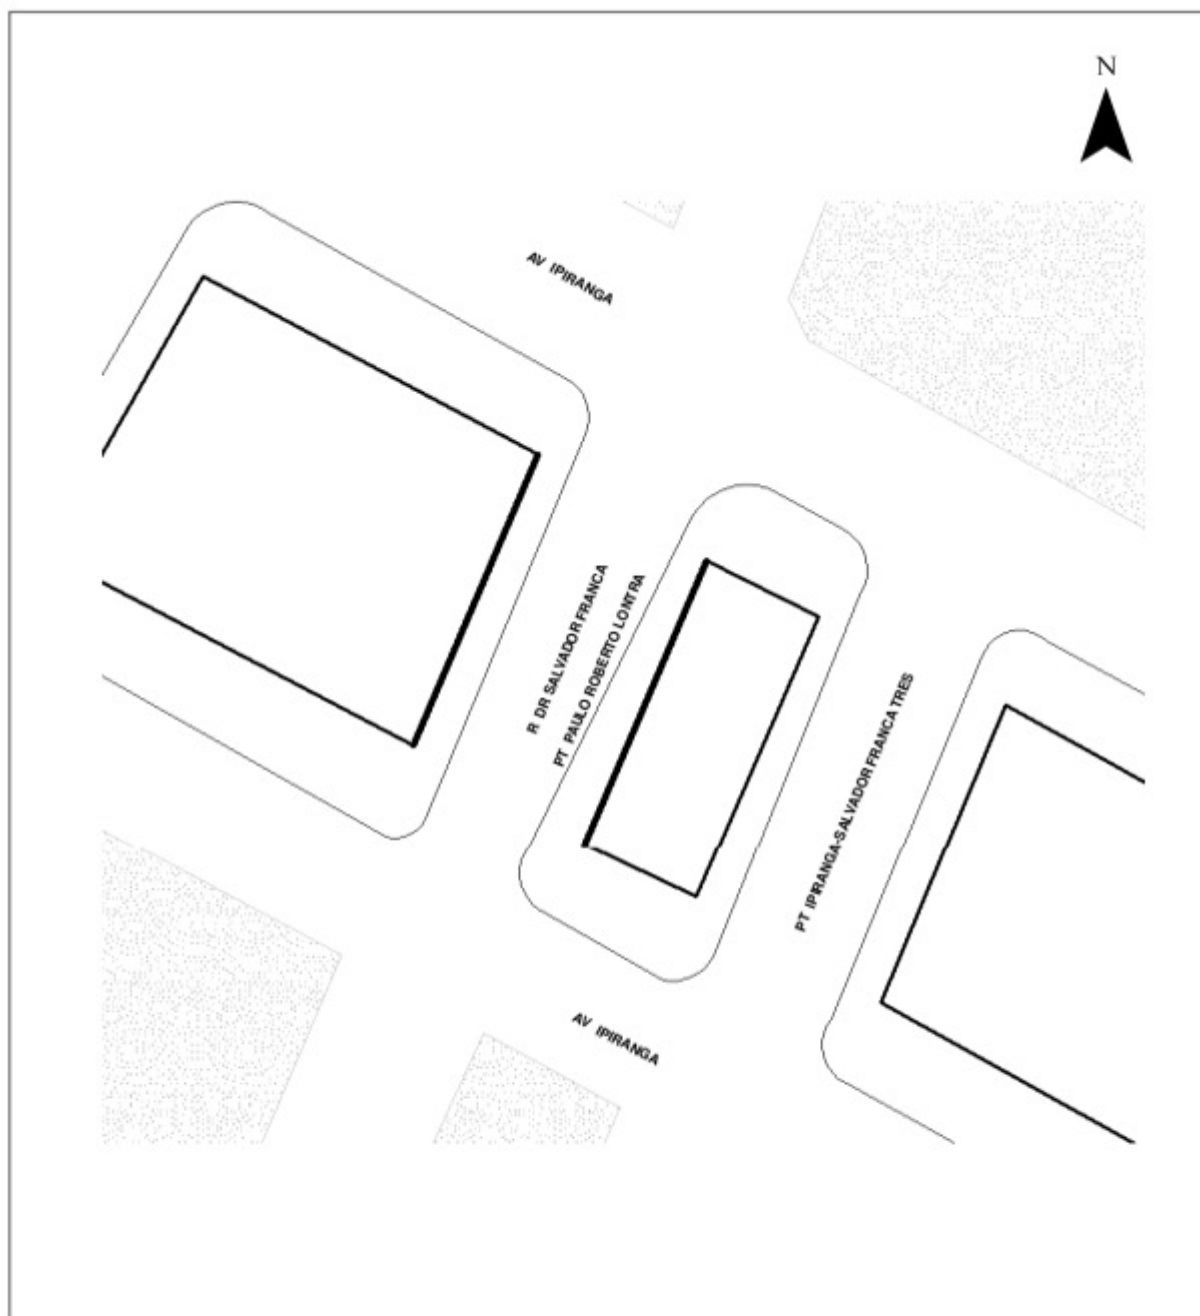 N
AV IPIRANGA
R DR SALVADOR FRANCA
PT PAULO ROBERTO LONTRA
PT IPIRANGA-SALVADOR FRANCA TRES
AV IPIRANGA